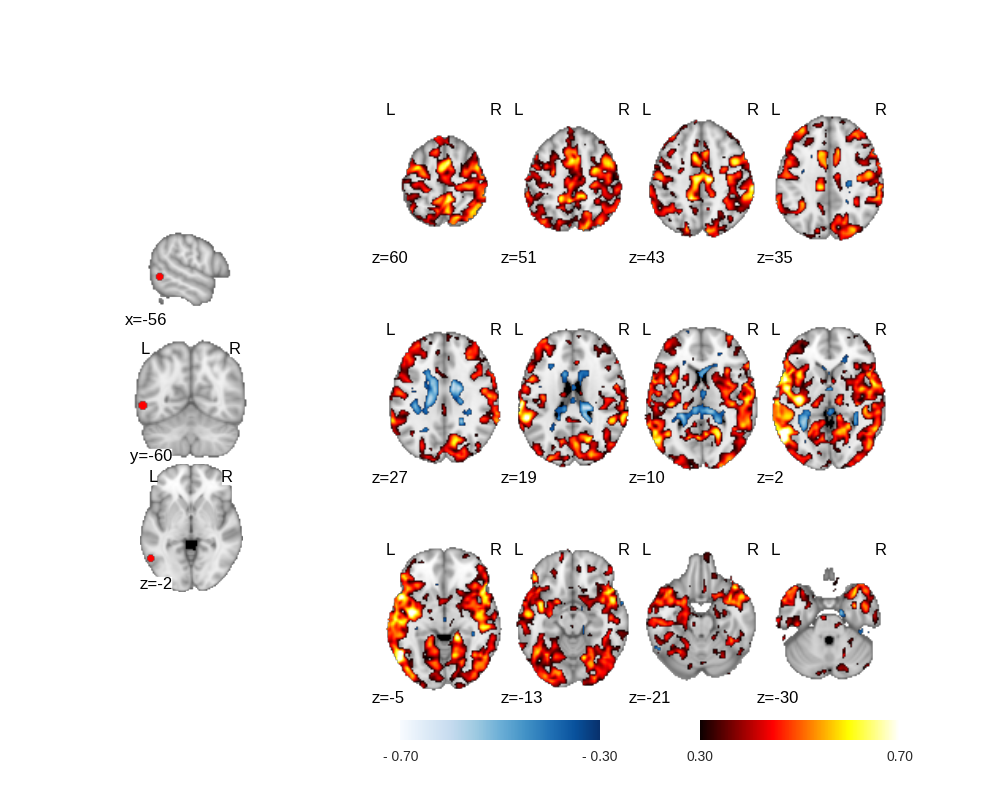 L R L R L R L R
z=60 z=51 z=43 z=35
x=-56
L R L R L R L R
L R
y=-60
L R
z=27 z=19 z=10 z=2
L R L R L R L R
z=-2
z=-5 z=-13 z=-21 z=-30
- 0.70 - 0.30 0.30 0.70